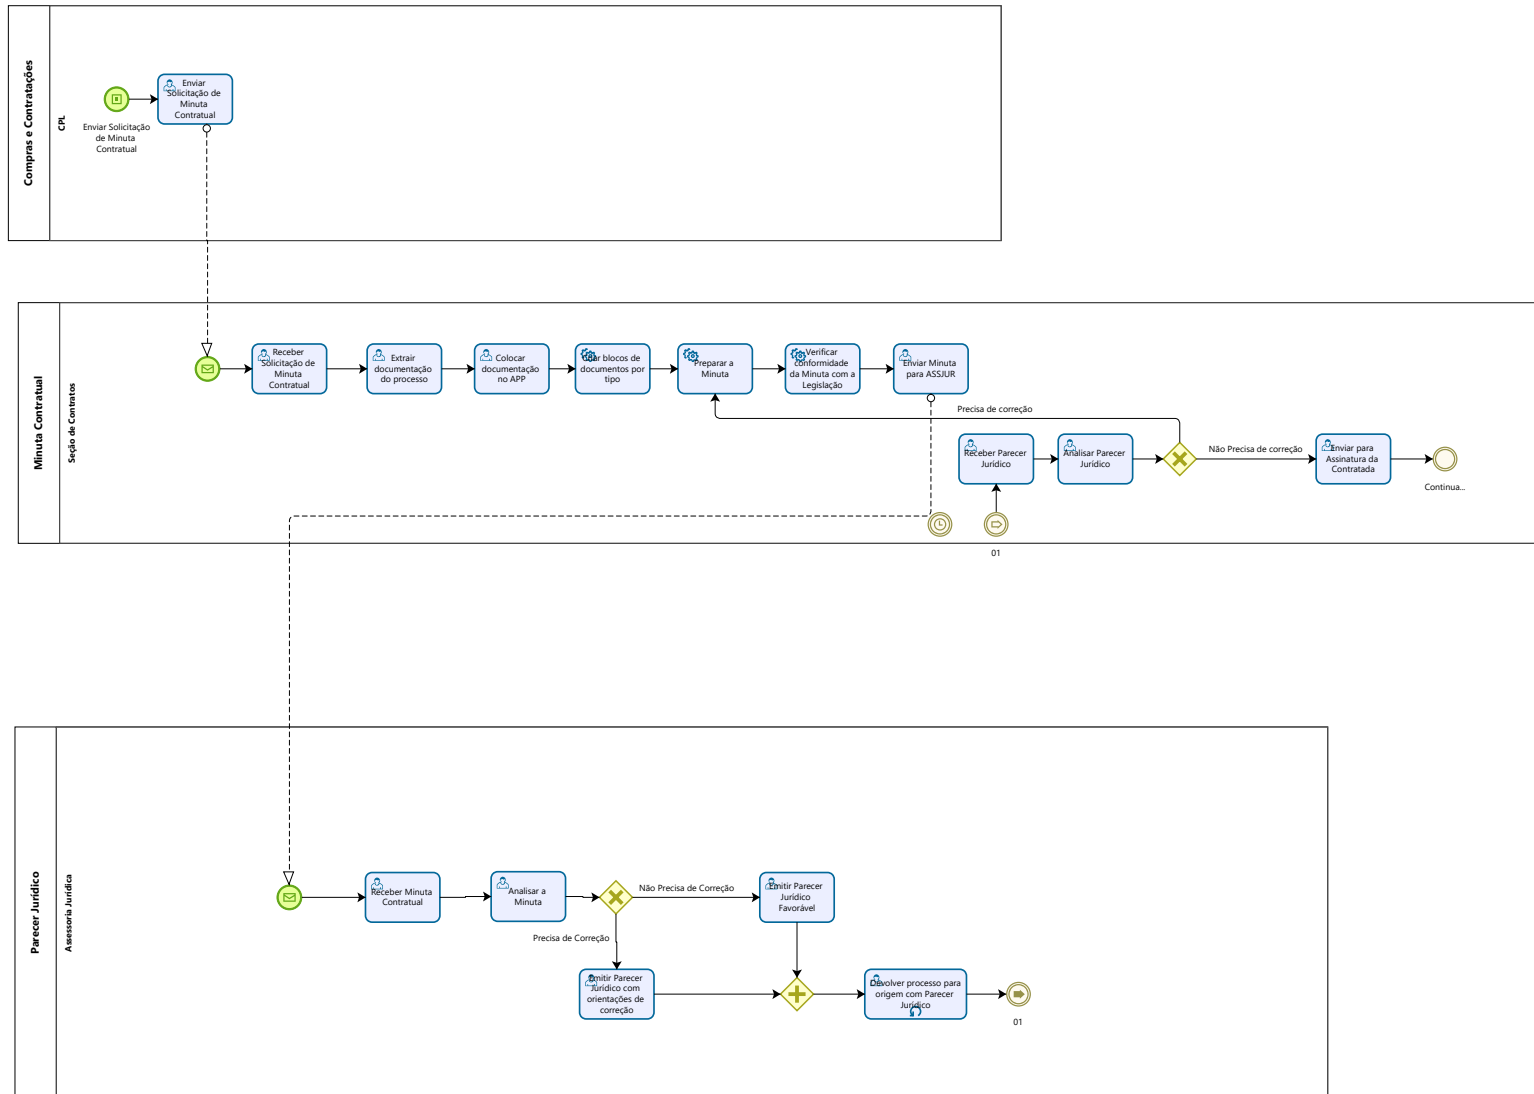 Compras e Contratações
CPL
Enviar Solicitação
de Minuta
Contratual
Enviar
Solicitação de
Minuta
Contratual
Minuta Contratual
Seção de Contratos
Receber
Solicitação de
Minuta
Contratual
Extrair
documentação
do processo
Colocar
documentação
no APP
Criar blocos de
documentos por
tipo
Preparar a
Minuta
Verificar
conformidade
da Minuta com a
Legislação
Enviar Minuta
para ASSJUR
Precisa de correção
Receber Parecer
Jurídico
Analisar Parecer
Jurídico
Não Precisa de correção
Enviar para
Assinatura da
Contratada
Continua...
01
Parecer Jurídico
Assessoria Jurídica
Receber Minuta
Contratual
Analisar a
Minuta
Não Precisa de Correção
Emitir Parecer
Jurídico
Favorável
Precisa de Correção
Emitir Parecer
Jurídico com
orientações de
correção
Devolver processo para
origem com Parecer
Jurídico
01